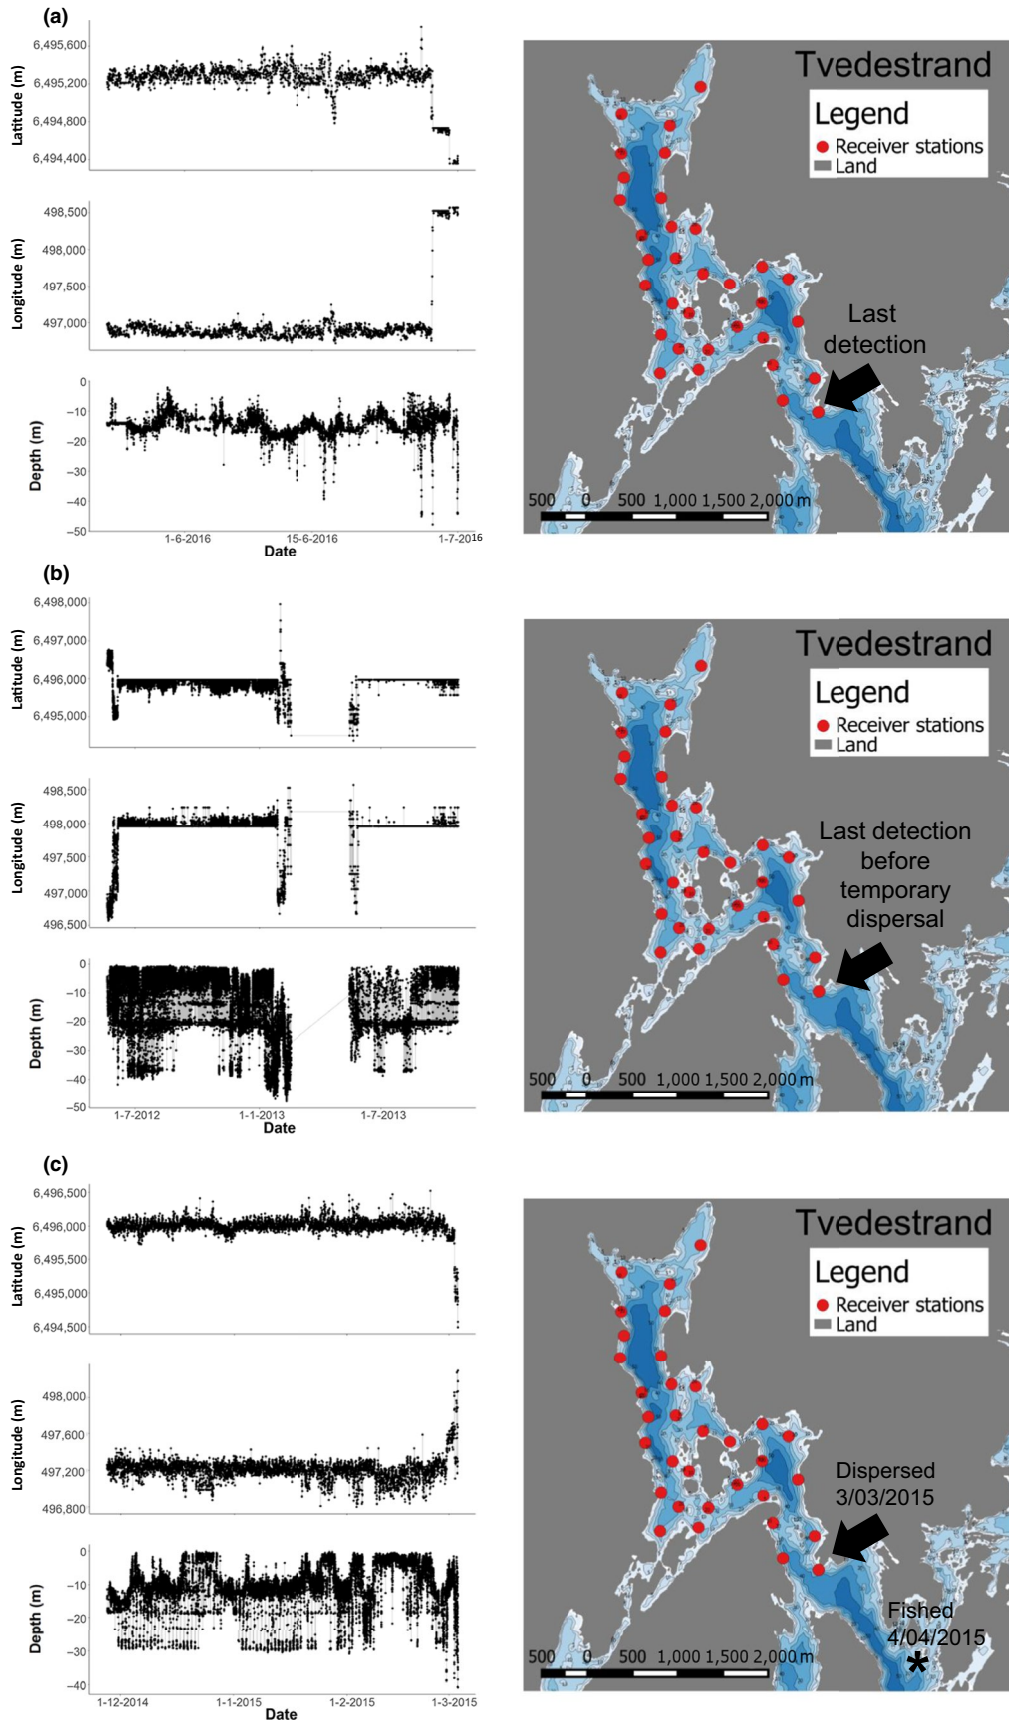 (a)
Latitude (m)
6,495,600
6,495,200
6,494,800
6,494,400
Longitude (m)
498,500
498,000
497,500
497,000
Depth (m)
0
−10
−20
−30
−40
−50
1-6-2016
15-6-2016
1-7-2016
Date
Tvedestrand
Legend
Receiver stations
Land
Last
detection
500 0 500 1,000 1,500 2,000 m
(b)
Latitude (m)
6,498,000
6,497,000
6,496,000
6,495,000
Longitude (m)
498,500
498,000
497,500
497,000
496,500
Depth (m)
0
−10
−20
−30
−40
−50
1-7-2012
1-1-2013
1-7-2013
Date
Tvedestrand
Legend
Receiver stations
Land
Last detection
before
temporary
dispersal
500 0 500 1,000 1,500 2,000 m
(c)
Latitude (m)
6,496,500
6,496,000
6,495,500
6,495,000
6,494,500
Longitude (m)
498,000
497,600
497,200
496,800
Depth (m)
0
−10
−20
−30
−40
1-12-2014
1-1-2015
1-2-2015
1-3-2015
Date
Tvedestrand
Legend
Receiver stations
Land
Dispersed
3/03/2015
Fished
4/04/2015
*
500 0 500 1,000 1,500 2,000 m